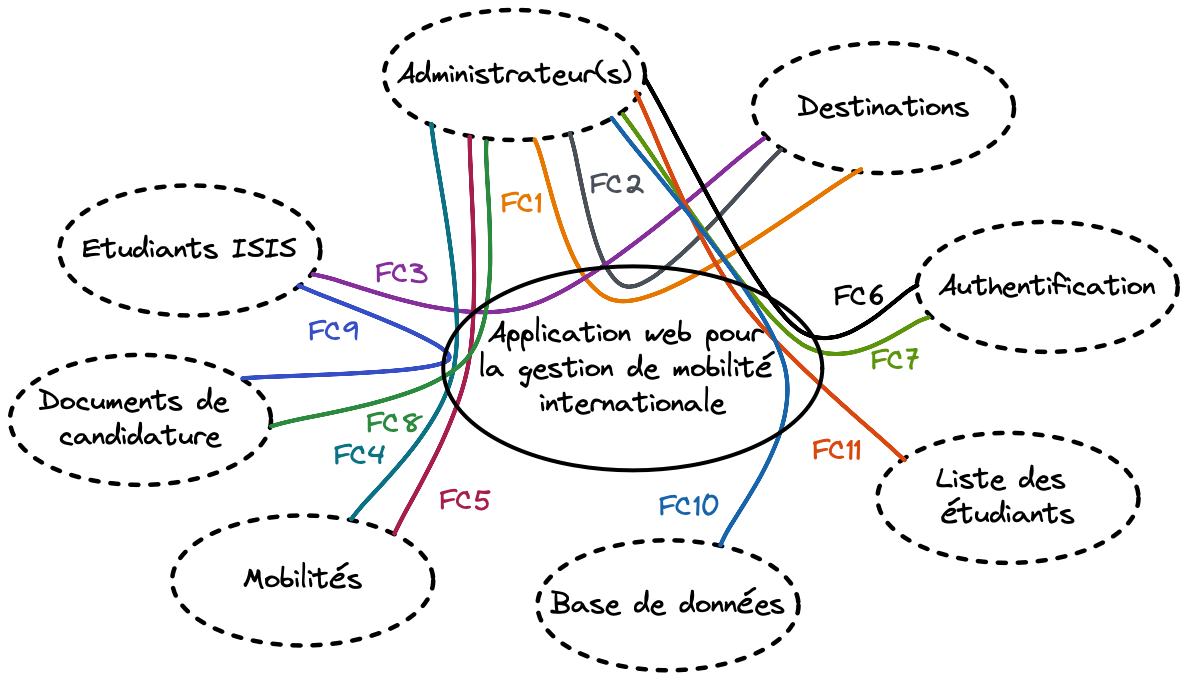 Administrateur(s)
Destinations
FC2
FC1
Etudiants ISIS
FC3
Authentification
FC6
FC9
Application web pour
la gestion de mobilité
internationale
FC7
Documents de
candidature
FC8
FC4
FC11
FC5
Liste des
étudiants
FC10
Mobilités
Base de données